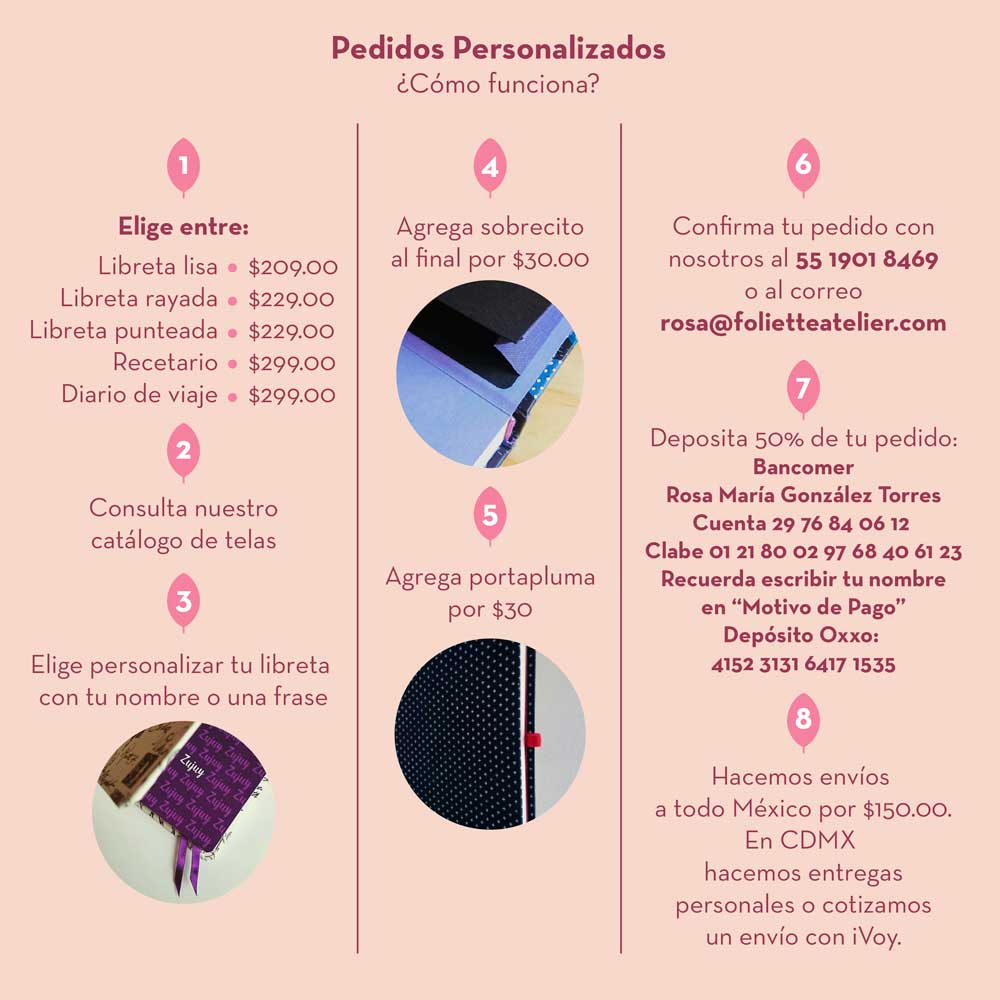 Pedidos Personalizados
¿Cómo funciona?
1
Elige entre:
Libreta lisa • $209.00
Libreta rayada • $229.00
Libreta punteada • $229.00
Recetario • $299.00
Diario de viaje • $299.00
2
Consulta nuestro
catálogo de telas
3
Elige personalizar tu libreta
con tu nombre o una frase
Zujuy
4
Agrega sobrecito
al final por $30.00
5
Agrega portapluma
por $30
6
Confirma tu pedido con
nosotros al 55 1901 8469
o al correo
rosa@folietteatelier.com
7
Deposita 50% de tu pedido:
Bancomer
Rosa María González Torres
Cuenta 29 76 84 06 12
Clabe 01 21 80 02 97 68 40 61 23
Recuerda escribir tu nombre
en “Motivo de Pago”
Depósito Oxxo:
4152 3131 6417 1535
8
Hacemos envíos
a todo México por $150.00.
En CDMX
hacemos entregas
personales o cotizamos
un envío con iVoy.